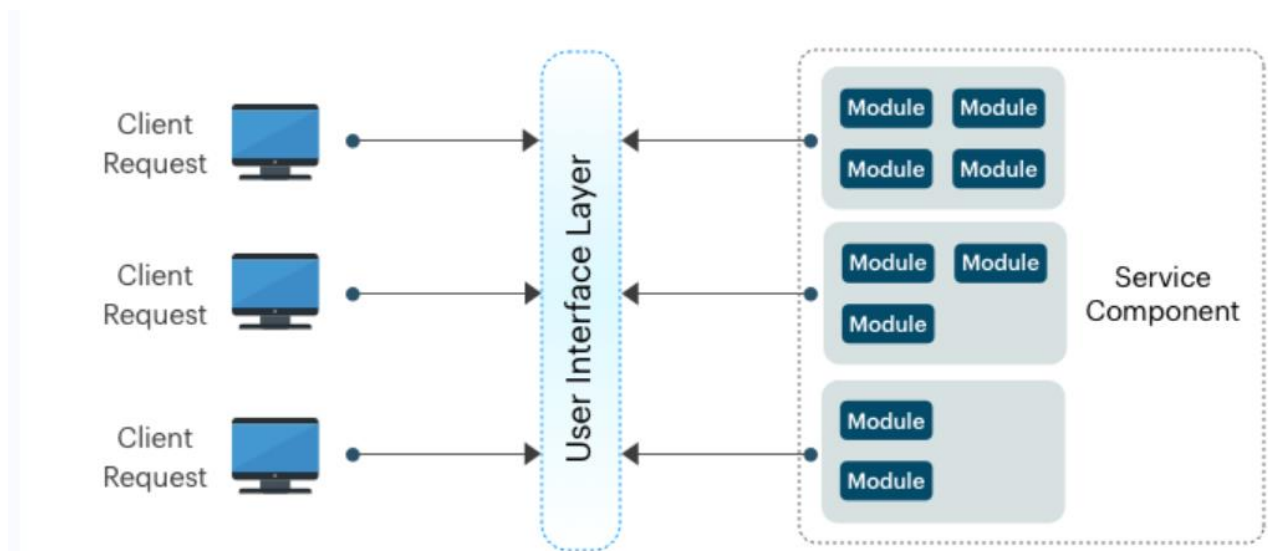 Client
Request
Client
Request
Client
Request
User Interface Layer
Module Module
Module Module
Module Module
Module
Module
Module
Service
Component